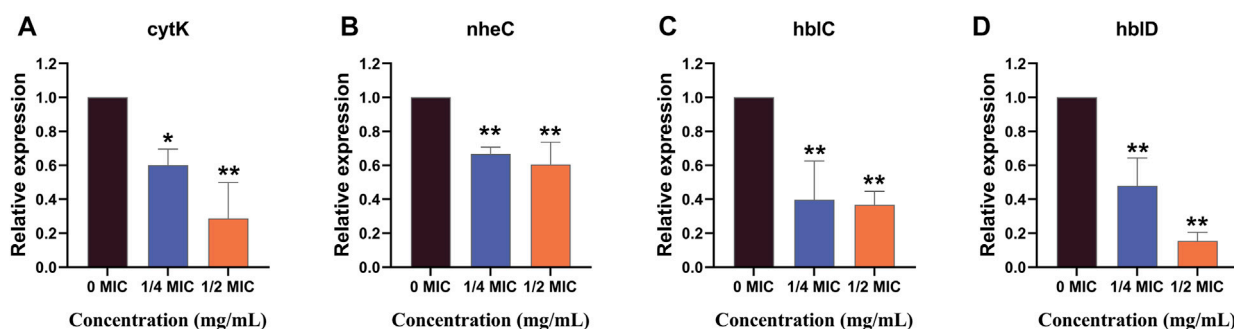 A
cytK
Relative expression
1.2
1.0
0.8
0.6
0.4
0.2
0.0
*
**
0 MIC 1/4 MIC 1/2 MIC
Concentration (mg/mL)
B
nheC
Relative expression
1.2
1.0
0.8
0.6
0.4
0.2
0.0
**
**
0 MIC 1/4 MIC 1/2 MIC
Concentration (mg/mL)
C
hblC
Relative expression
1.2
1.0
0.8
0.6
0.4
0.2
0.0
**
**
0 MIC 1/4 MIC 1/2 MIC
Concentration (mg/mL)
D
hblD
Relative expression
1.2
1.0
0.8
0.6
0.4
0.2
0.0
**
**
0 MIC 1/4 MIC 1/2 MIC
Concentration (mg/mL)